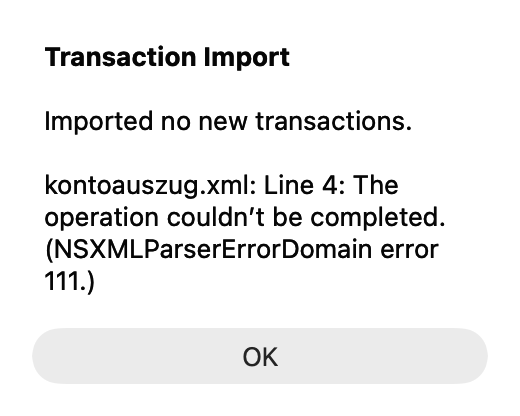 Transaction Import
Imported no new transactions.
kontoauszug.xml: Line 4: The
operation couldn’t be completed.
(NSXMLParserErrorDomain error
111.)
OK